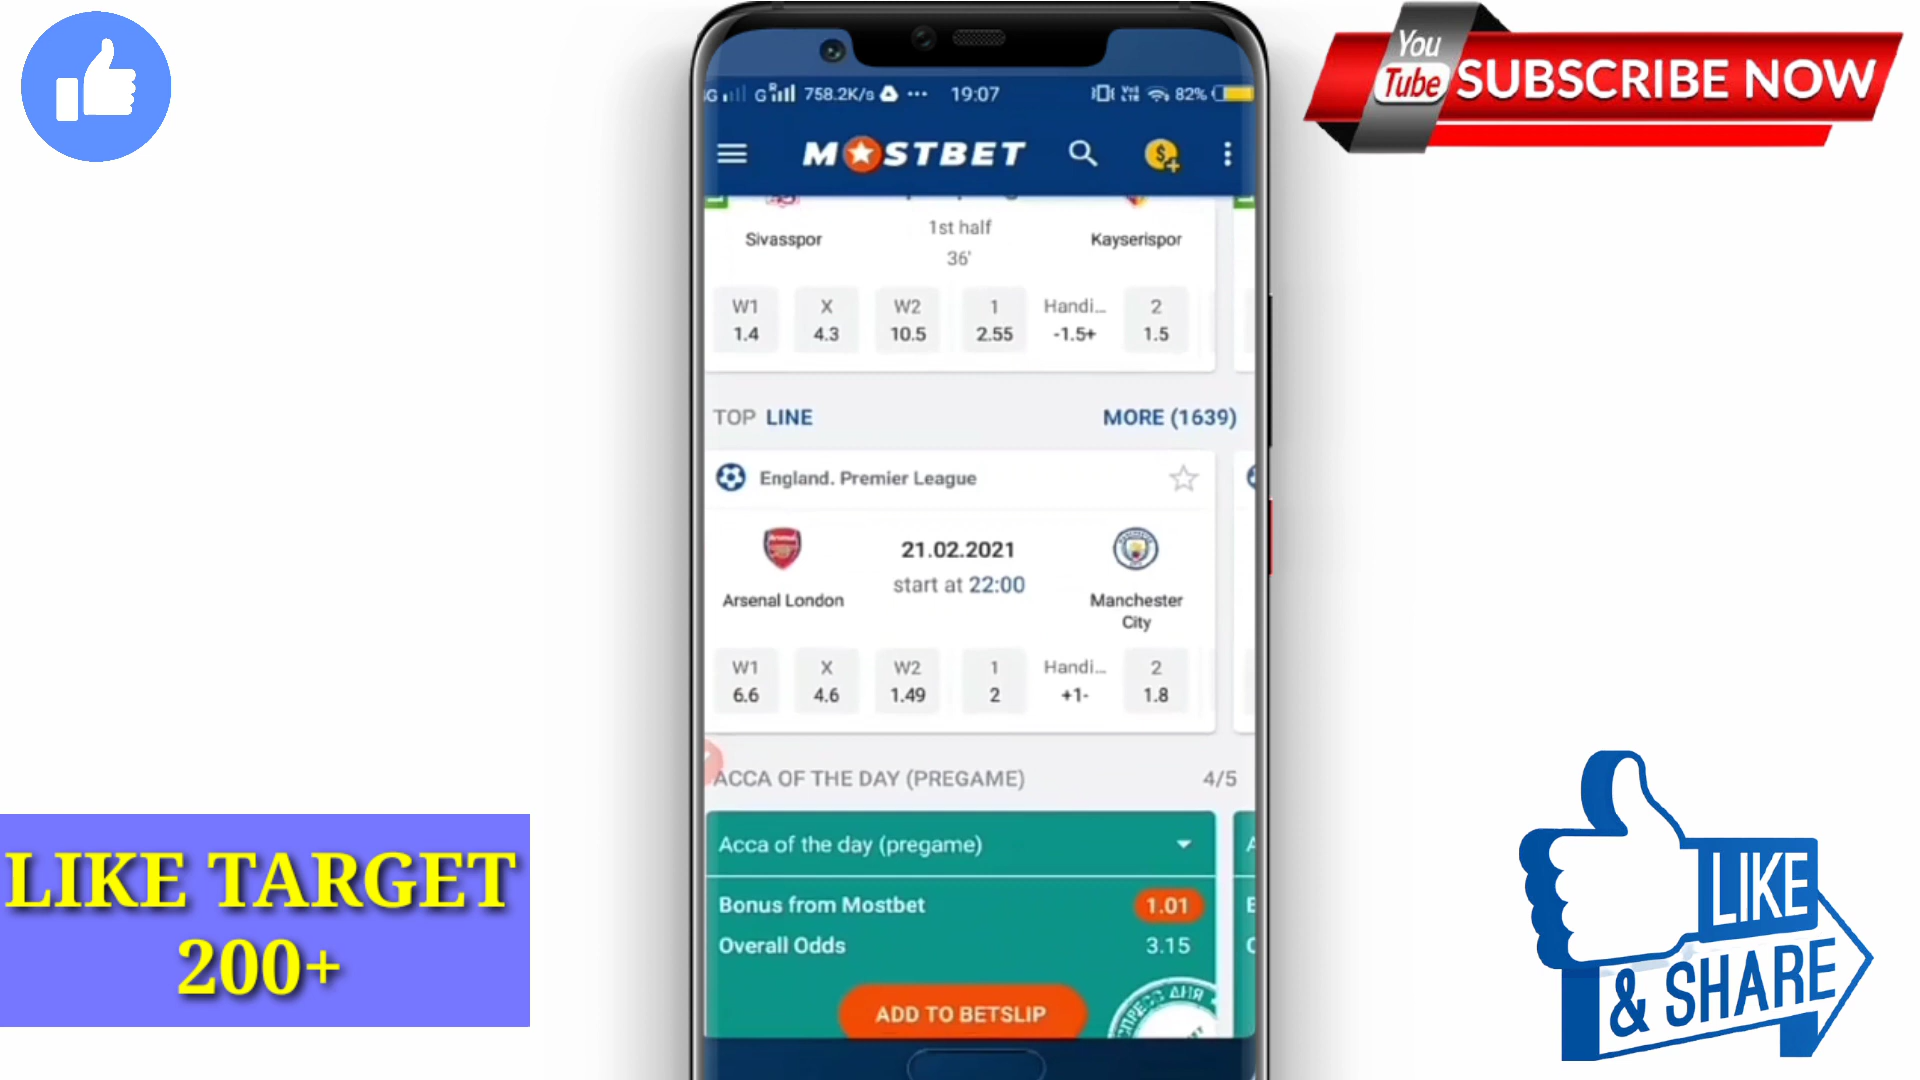 You
Tube SUBSCRIBE NOW
758.2K/s ... 19:07 82%
MOSTBET
1st half
Sivasspor Kayserispor
36'
W1 X W2 1 Handi... 2
1.4 4.3 10.5 2.55 -1.5+ 1.5
TOP LINE MORE (1639)
England. Premier League
21.02.2021
start at 22:00
Arsenal London Manchester
City
W1 X W2 1 Handi... 2
6.6 4.6 1.49 2 +1- 1.8
ACCA OF THE DAY (PREGAME) 4/5
Acca of the day (pregame)
Bonus from Mostbet 1.01
Overall Odds 3.15
ADD TO BETSLIP
LIKE TARGET
200+
LIKE
& SHARE